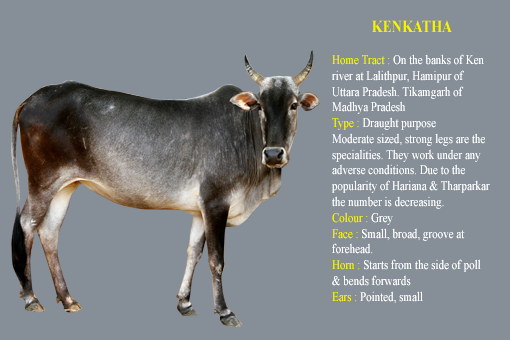 KENKATHA
Home Tract : On the banks of Ken
river at Lalithpur, Hamipur of
Uttara Pradesh. Tikamgarh of
Madhya Pradesh
Type : Draught purpose
Moderate sized, strong legs are the
specialities. They work under any
adverse conditions. Due to the
popularity of Hariana & Tharparkar
the number is decreasing.
Colour : Grey
Face : Small, broad, groove at
forehead.
Horn : Starts from the side of poll
& bends forwards
Ears : Pointed, small